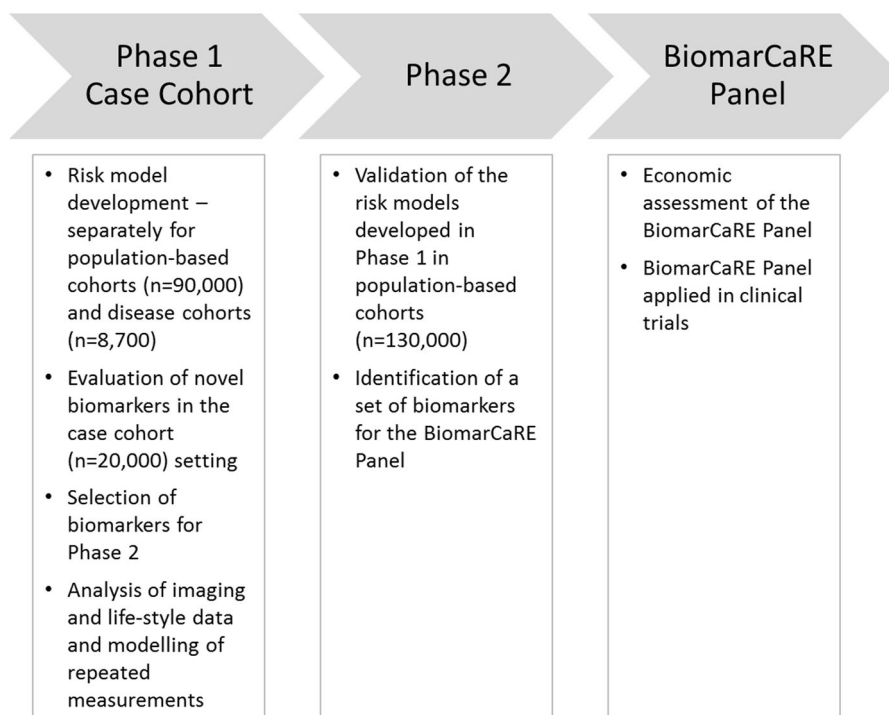 Phase 1
Case Cohort
• Risk model
development –
separately for
population-based
cohorts (n=90,000)
and disease cohorts
(n=8,700)
• Evaluation of novel
biomarkers in the
case cohort
(n=20,000) setting
• Selection of
biomarkers for
Phase 2
• Analysis of imaging
and life-style data
and modelling of
repeated
measurements
Phase 2
• Validation of the
risk models
developed in
Phase 1 in
population-based
cohorts
(n=130,000)
• Identification of a
set of biomarkers
for the BiomarCaRE
Panel
BiomarCaRE
Panel
• Economic
assessment of the
BiomarCaRE Panel
• BiomarCaRE Panel
applied in clinical
trials